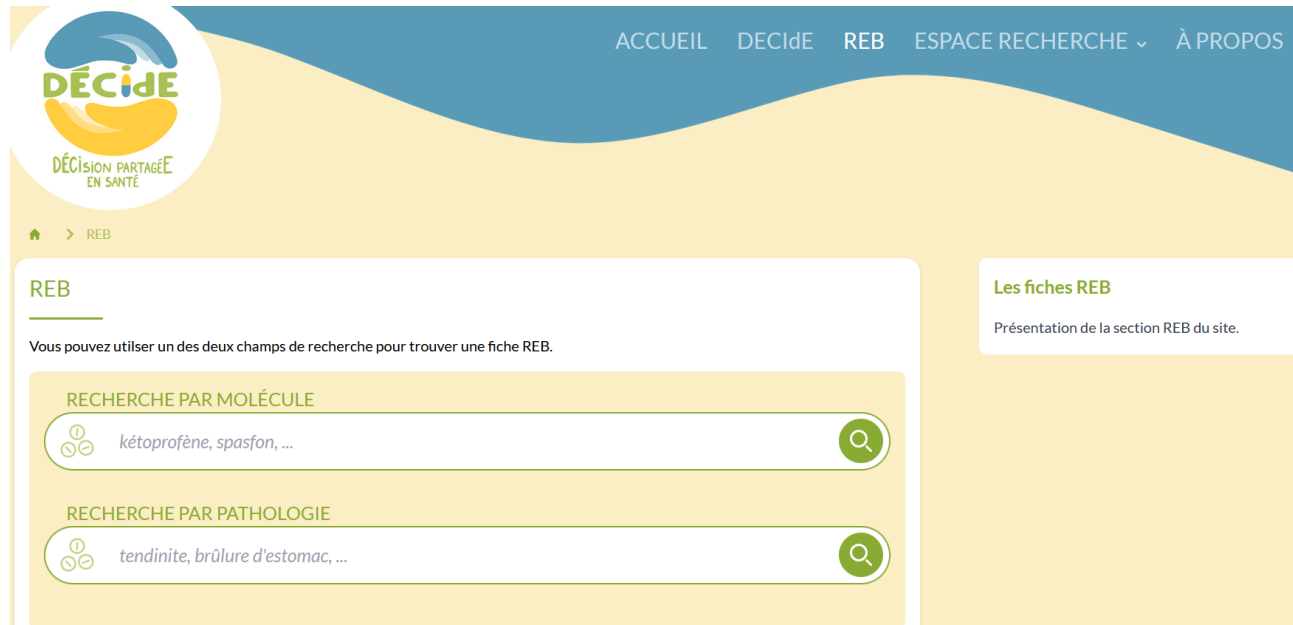 ACCUEIL DECIdE REB ESPACE RECHERCHE À PROPOS
DÉCidE
DÉCISION PARTAGÉE
EN SANTÉ
REB
REB
Vous pouvez utilser un des deux champs de recherche pour trouver une fiche REB.
RECHERCHE PAR MOLÉCULE
kétoprofène, spasfon, ...
RECHERCHE PAR PATHOLOGIE
tendinite, brûlure d'estomac, ...
Les fiches REB
Présentation de la section REB du site.